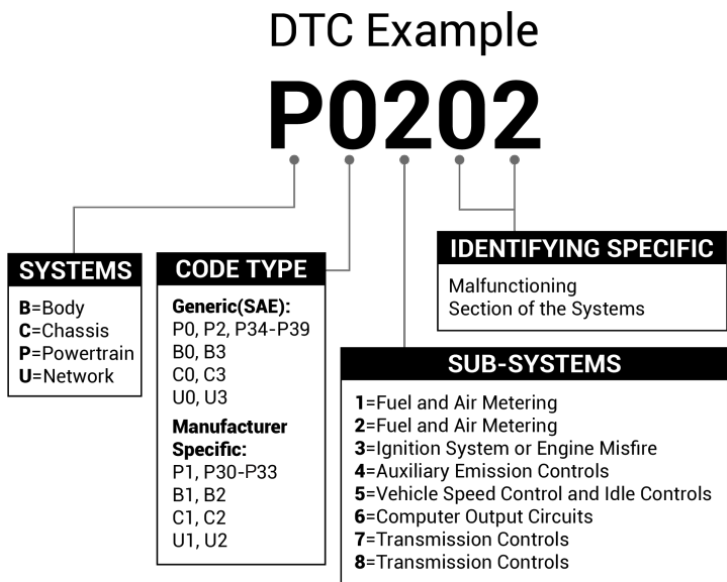 DTC Example
P0202
SYSTEMS
B=Body
C=Chassis
P=Powertrain
U=Network
CODE TYPE
Generic(SAE):
P0, P2, P34-P39
B0, B3
C0, C3
U0, U3
Manufacturer
Specific:
P1, P30-P33
B1, B2
C1, C2
U1, U2
IDENTIFYING SPECIFIC
Malfunctioning
Section of the Systems
SUB-SYSTEMS
1=Fuel and Air Metering
2=Fuel and Air Metering
3=Ignition System or Engine Misfire
4=Auxiliary Emission Controls
5=Vehicle Speed Control and Idle Controls
6=Computer Output Circuits
7=Transmission Controls
8=Transmission Controls